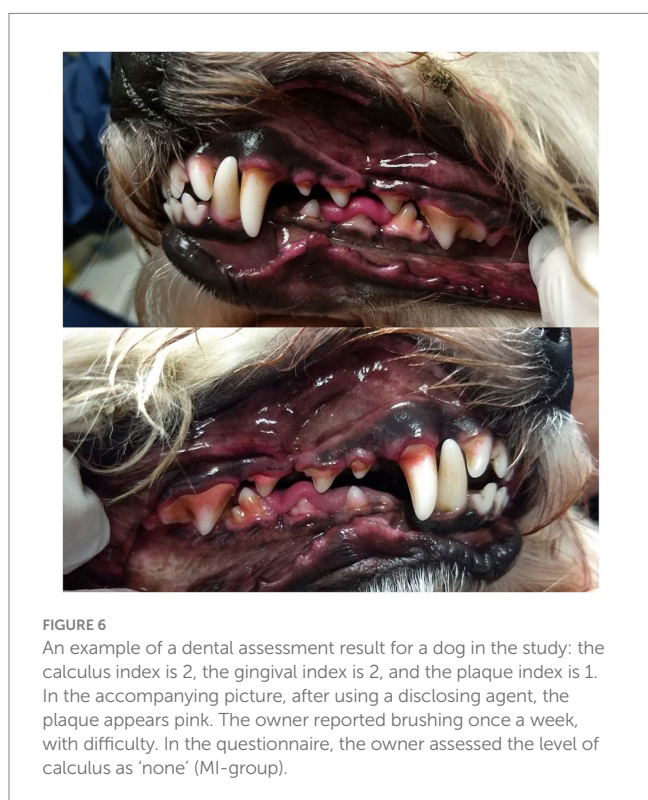 FIGURE 6
An example of a dental assessment result for a dog in the study: the
calculus index is 2, the gingival index is 2, and the plaque index is 1.
In the accompanying picture, after using a disclosing agent, the
plaque appears pink. The owner reported brushing once a week,
with difficulty. In the questionnaire, the owner assessed the level of
calculus as ‘none’ (MI-group).